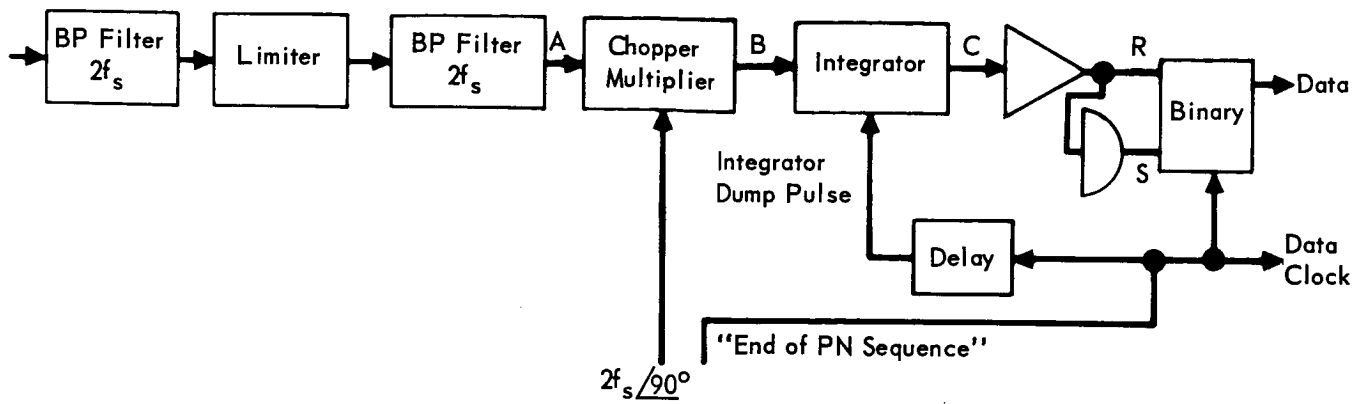 BP Filter
2f_s
Limiter
BP Filter
2f_s
A
Chopper
Multiplier
B
Integrator
C
R
S
Binary
Data
Integrator
Dump Pulse
Delay
Data
Clock
"End of PN Sequence"
2f_s /90°